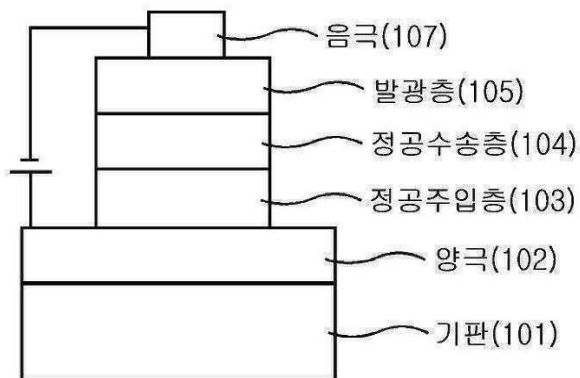 음극(107)
발광층(105)
정공수송층(104)
정공주입층(103)
양극(102)
기판(101)